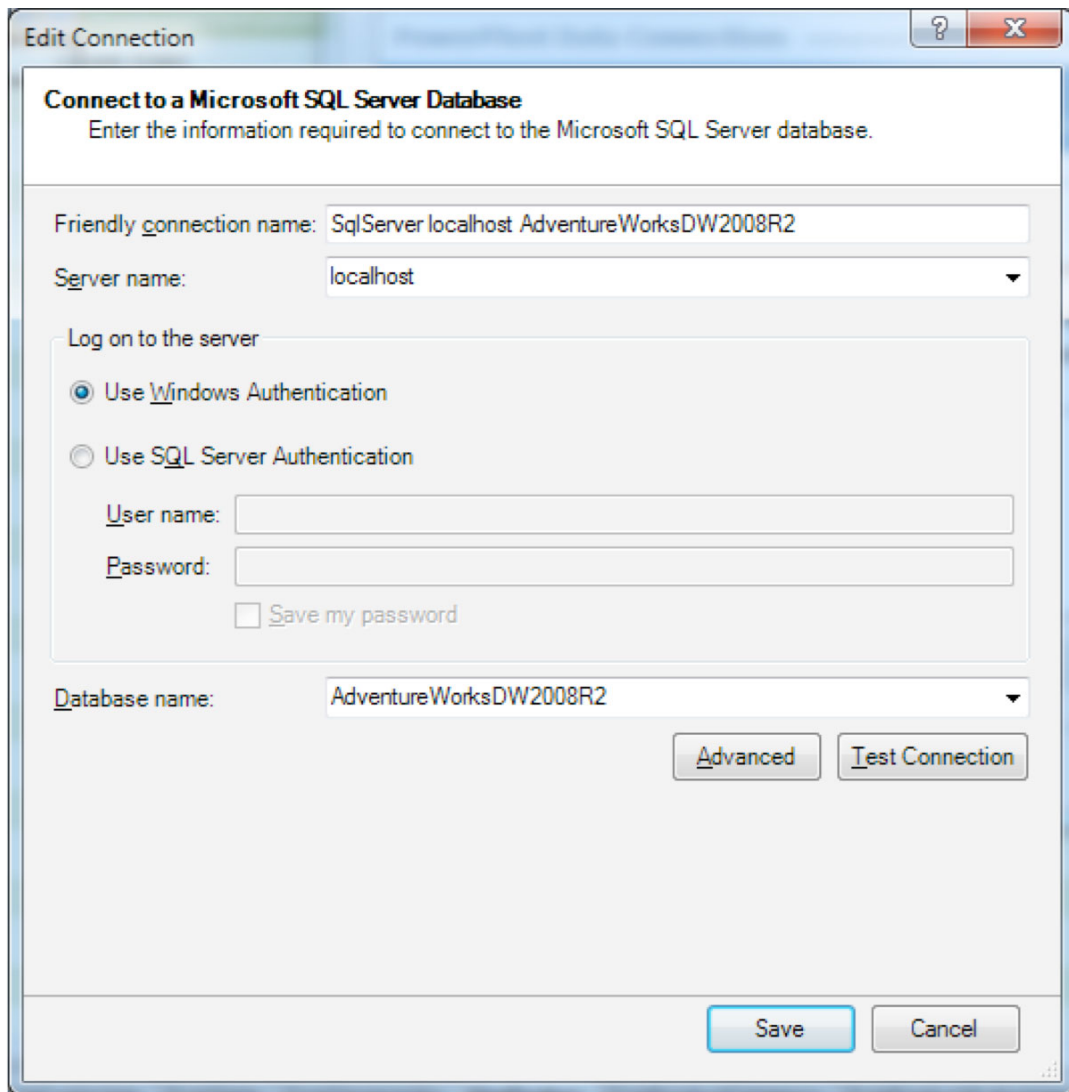 Edit Connection
Connect to a Microsoft SQL Server Database
Enter the information required to connect to the Microsoft SQL Server database.
Friendly connection name: SqlServer localhost AdventureWorksDW2008R2
Server name: localhost
Log on to the server
Use Windows Authentication
Use SQL Server Authentication
User name:
Password:
Save my password
Database name: AdventureWorksDW2008R2
Advanced Test Connection
Save Cancel